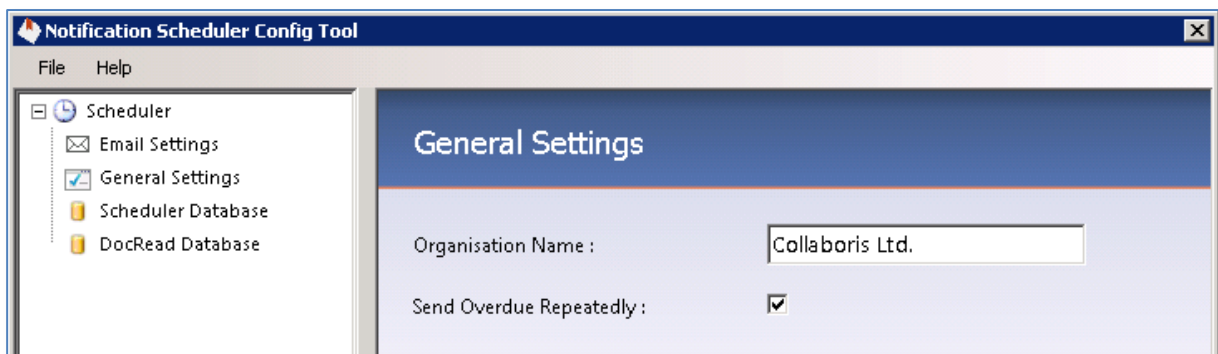 Notification Scheduler Config Tool
File Help
Scheduler
Email Settings
General Settings
Scheduler Database
DocRead Database
General Settings
Organisation Name :
Collaboris Ltd.
Send Overdue Repeatedly :